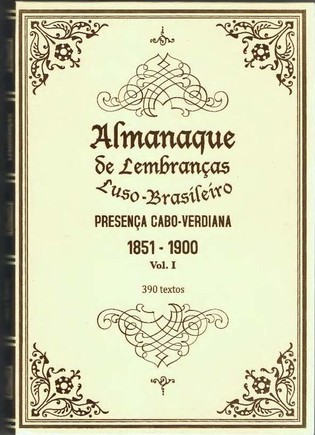 Almanaque
de Lembranças
Luso-Brasileiro
PRESENÇA CABO-VERDIANA
1851 - 1900
Vol. I
390 textos